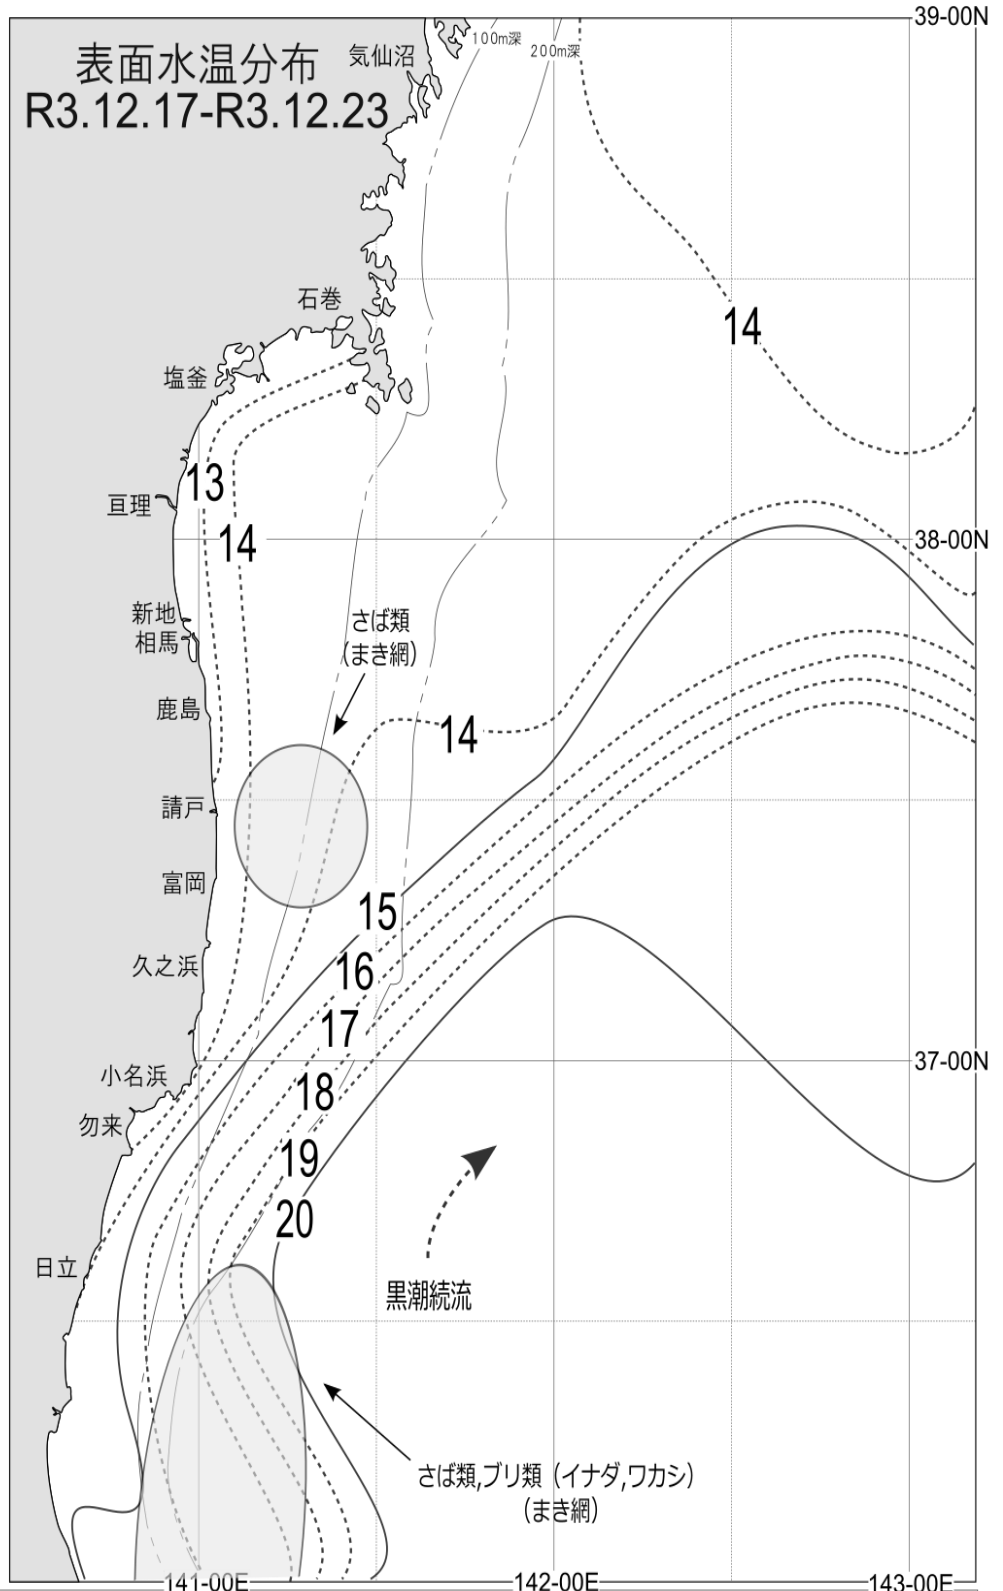 39-00N
100m深
200m深
気仙沼
表面水温分布
R3.12.17-R3.12.23
石巻
14
塩釜
13
亘理
14
38-00N
新地
相馬
さば類
(まき網)
鹿島
14
請戸
富岡
15
久之浜
16
17
37-00N
小名浜
18
勿来
19
20
日立
黒潮続流
さば類,ブリ類（イナダ,ワカシ）
(まき網)
141-00E
142-00E
143-00E